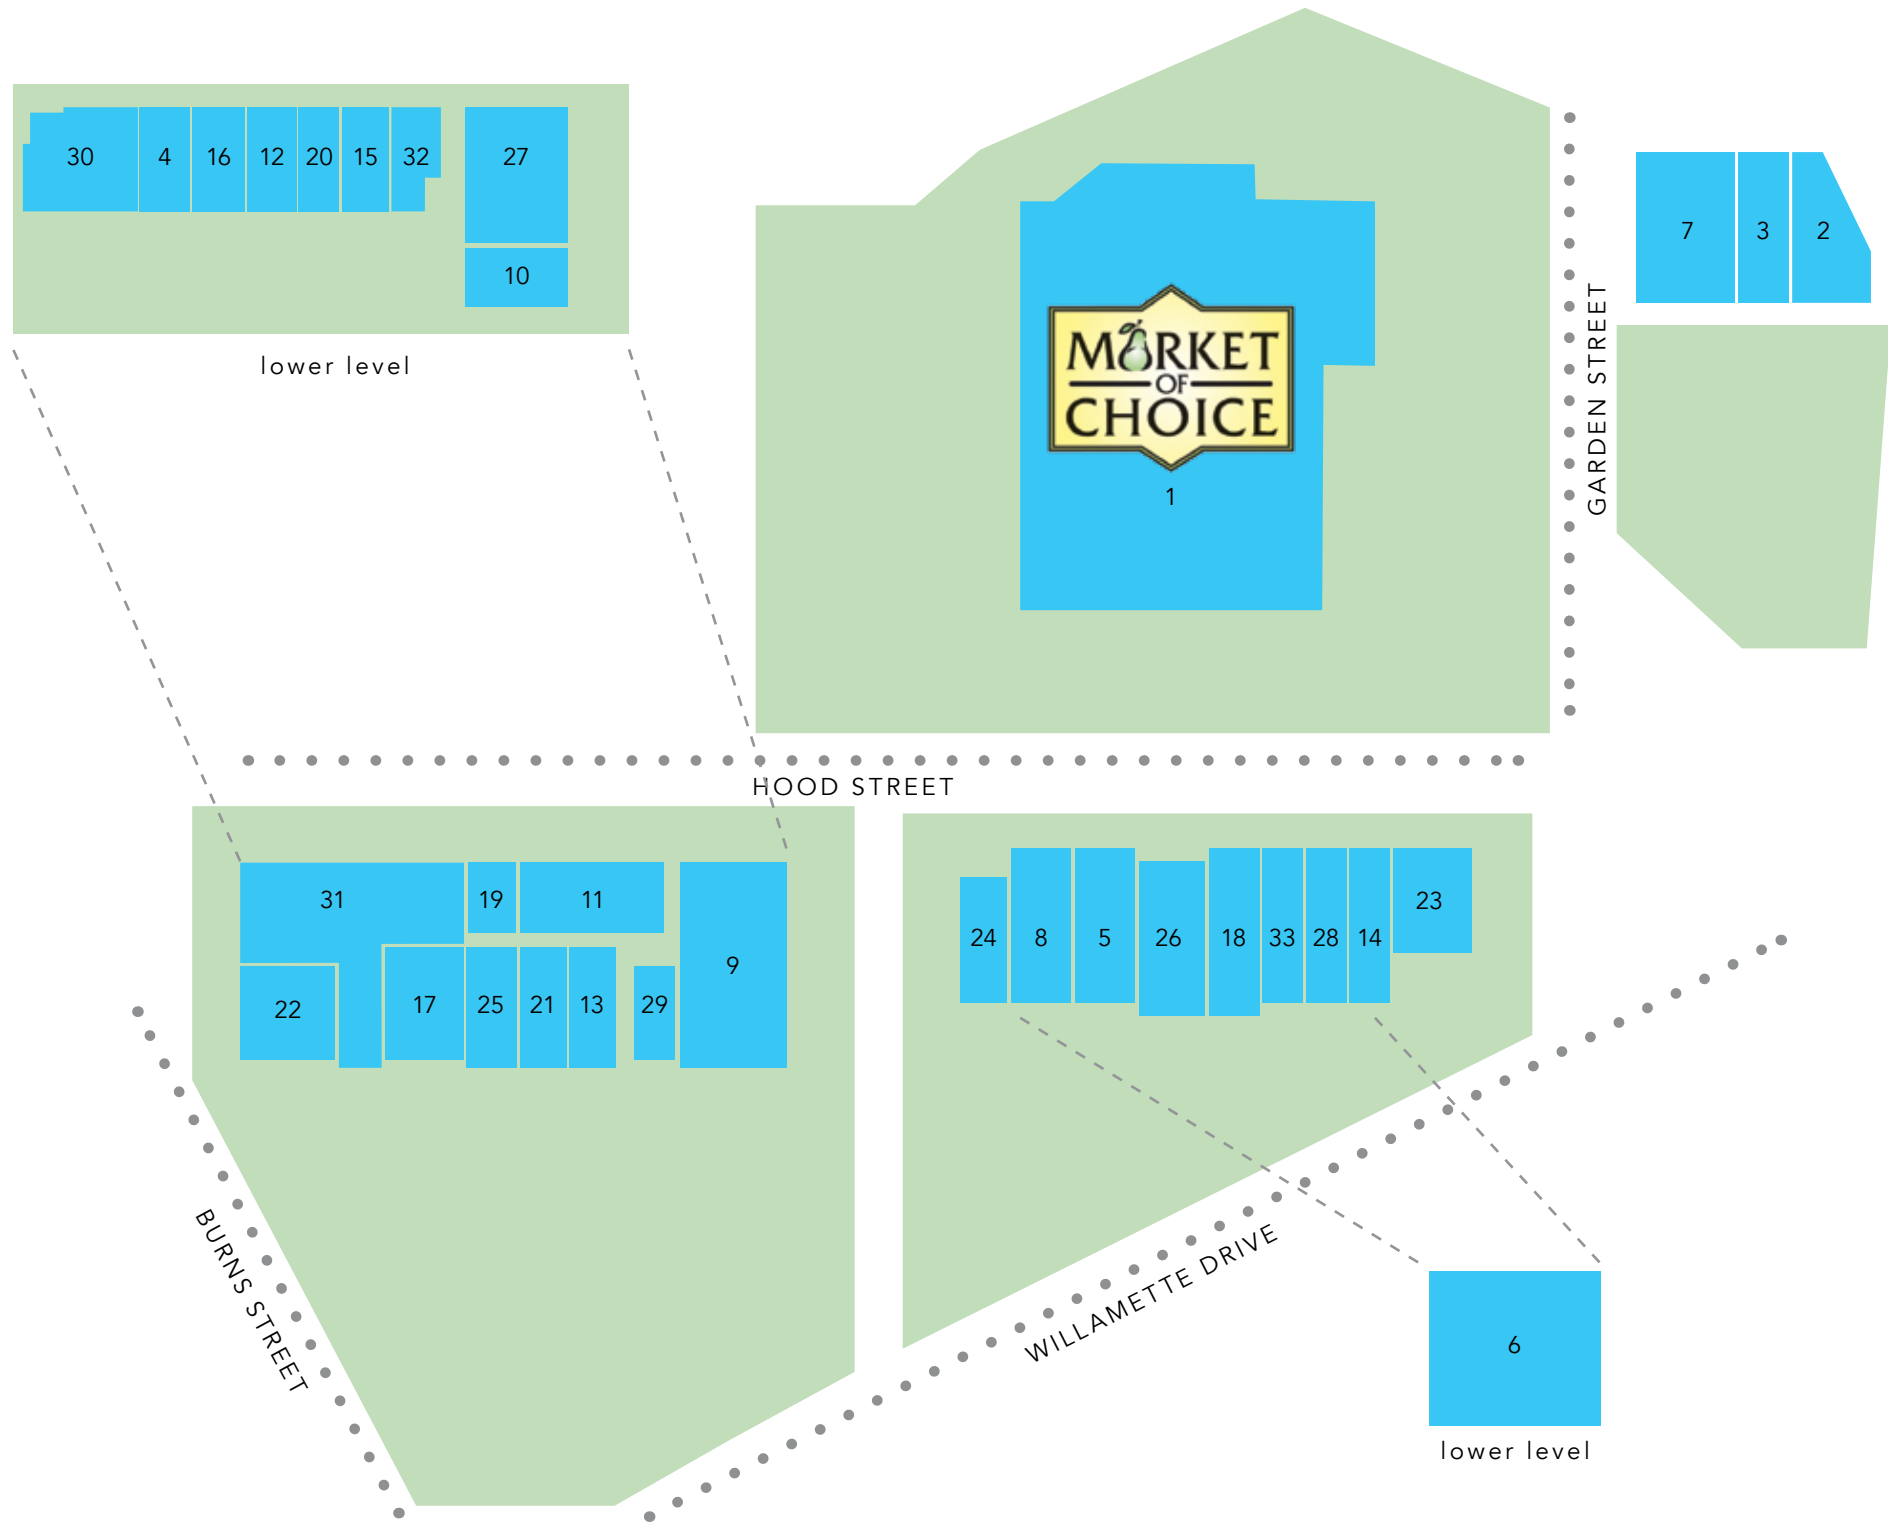 30 4 16 12 20 15 32 27
10
lower level
7 3 2
MARKET
OF
CHOICE
1
GARDEN STREET
HOOD STREET
31 19 11
9
22 17 25 21 13 29
23
24 8 5 26 18 33 28 14
BURNS STREET
WILLAMETTE DRIVE
6
lower level